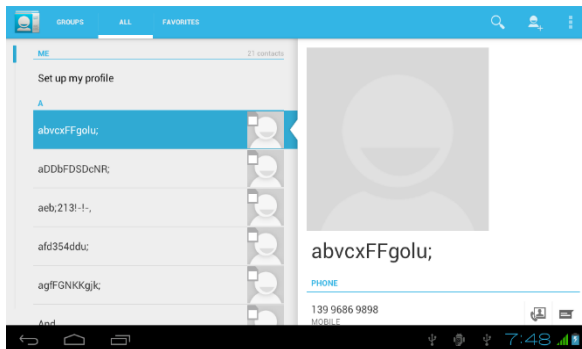 GROUPS ALL FAVORITES
ME 21 contacts
Set up my profile
A
abvcxFFgolu;
aDDbFDSDcNR;
aeb;213!-!-,
afd354ddu;
agfFGNKKgjk;
And
abvcxFFgolu;
PHONE
139 9686 9898
MOBILE
7:48